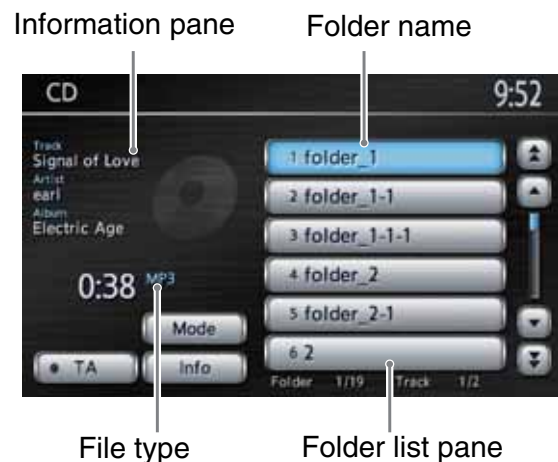 Information pane
Folder name
CD
9:52
Track
Signal of Love
Artist
earl
Album
Electric Age
0:38 MP3
Mode
TA
Info
1 folder_1
2 folder_1-1
3 folder_1-1-1
4 folder_2
5 folder_2-1
6 2
Folder 1/19 Track 1/2
File type
Folder list pane